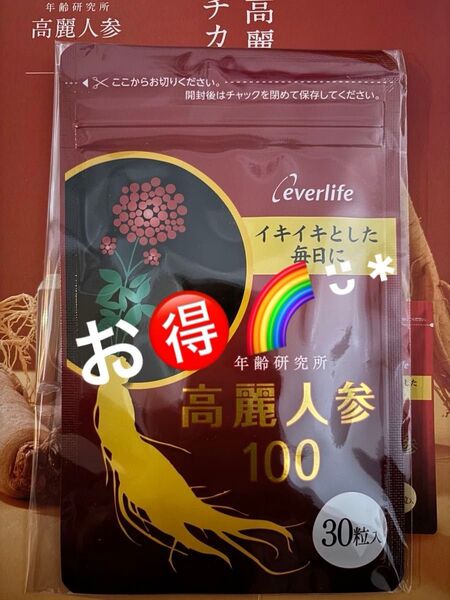 年齢研究所
高麗人参
高麗
チカ
ここからお切りください。
開封後はチャックを閉めて保存してください。
everlife
イキイキとした
毎日に
お得
年齢研究所
高麗人参
100
30粒入